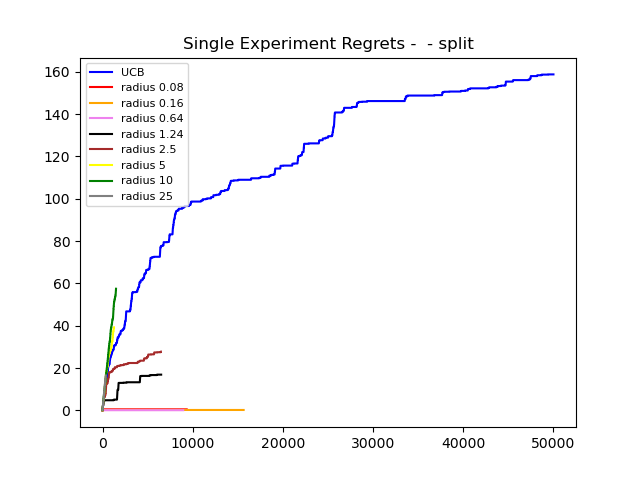 Single Experiment Regrets -  - split
160
140
120
100
80
60
40
20
0
UCB
radius 0.08
radius 0.16
radius 0.64
radius 1.24
radius 2.5
radius 5
radius 10
radius 25
0 10000 20000 30000 40000 50000